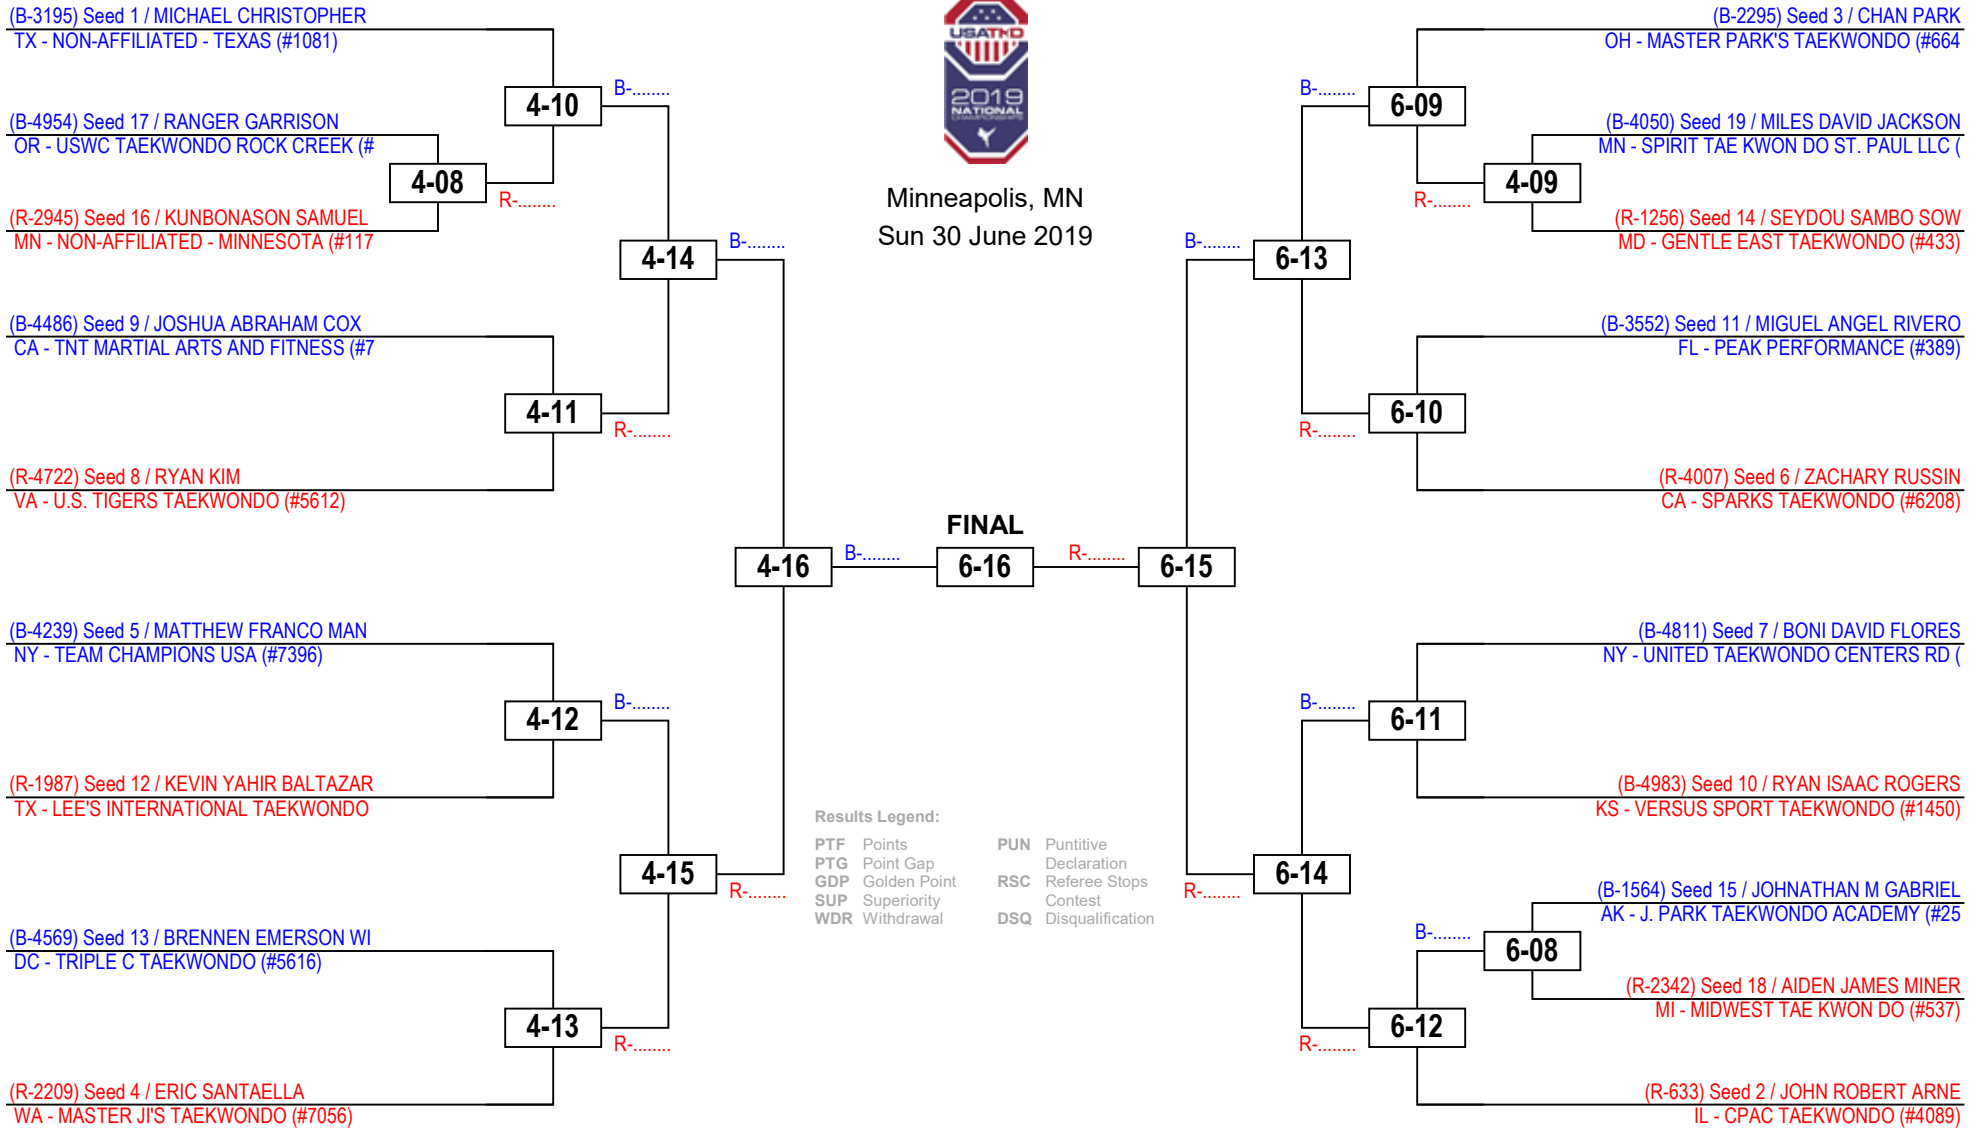 (B-3195) Seed 1 / MICHAEL CHRISTOPHER
TX - NON-AFFILIATED - TEXAS (#1081)
4-10
B-........
(B-4954) Seed 17 / RANGER GARRISON
OR - USWC TAEKWONDO ROCK CREEK (#
4-08
R-........
(R-2945) Seed 16 / KUNBONASON SAMUEL
MN - NON-AFFILIATED - MINNESOTA (#117
4-14
B-........
(B-4486) Seed 9 / JOSHUA ABRAHAM COX
CA - TNT MARTIAL ARTS AND FITNESS (#7
4-11
R-........
(R-4722) Seed 8 / RYAN KIM
VA - U.S. TIGERS TAEKWONDO (#5612)
4-16
B-........
(B-4239) Seed 5 / MATTHEW FRANCO MAN
NY - TEAM CHAMPIONS USA (#7396)
4-12
B-........
(R-1987) Seed 12 / KEVIN YAHIR BALTAZAR
TX - LEE'S INTERNATIONAL TAEKWONDO
4-15
R-........
(B-4569) Seed 13 / BRENNEN EMERSON WI
DC - TRIPLE C TAEKWONDO (#5616)
4-13
R-........
(R-2209) Seed 4 / ERIC SANTAELLA
WA - MASTER JI'S TAEKWONDO (#7056)
USATKD
2019
NATIONAL
CHAMPIONSHIPS
Minneapolis, MN
Sun 30 June 2019
FINAL
6-16
Results Legend:
PTF Points
PTG Point Gap
GDP Golden Point
SUP Superiority
WDR Withdrawal
PUN Puntitive
Declaration
RSC Referee Stops
Contest
DSQ Disqualification
(B-2295) Seed 3 / CHAN PARK
OH - MASTER PARK'S TAEKWONDO (#664
B-........
6-09
(B-4050) Seed 19 / MILES DAVID JACKSON
MN - SPIRIT TAE KWON DO ST. PAUL LLC (
4-09
R-........
(R-1256) Seed 14 / SEYDOU SAMBO SOW
MD - GENTLE EAST TAEKWONDO (#433)
B-........
6-13
(B-3552) Seed 11 / MIGUEL ANGEL RIVERO
FL - PEAK PERFORMANCE (#389)
6-10
R-........
(R-4007) Seed 6 / ZACHARY RUSSIN
CA - SPARKS TAEKWONDO (#6208)
R-........
6-15
(B-4811) Seed 7 / BONI DAVID FLORES
NY - UNITED TAEKWONDO CENTERS RD (
B-........
6-11
(B-4983) Seed 10 / RYAN ISAAC ROGERS
KS - VERSUS SPORT TAEKWONDO (#1450)
6-14
R-........
(B-1564) Seed 15 / JOHNATHAN M GABRIEL
AK - J. PARK TAEKWONDO ACADEMY (#25
B-........
6-08
(R-2342) Seed 18 / AIDEN JAMES MINER
MI - MIDWEST TAE KWON DO (#537)
6-12
R-........
(R-633) Seed 2 / JOHN ROBERT ARNE
IL - CPAC TAEKWONDO (#4089)